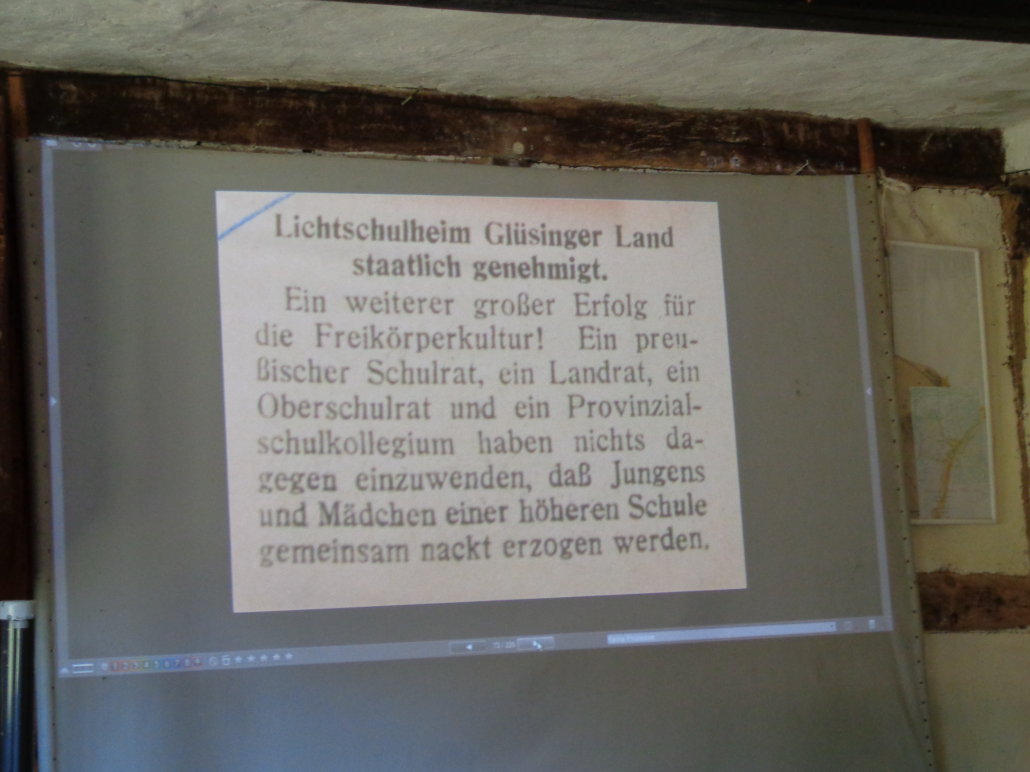 Lichtschulheim Glüsinger Land
staatlich genehmigt.
Ein weiterer großer Erfolg für
die Freikörperkultur! Ein preu-
ßischer Schulrat, ein Landrat, ein
Oberschulrat und ein Provinzial-
schulkollegium haben nichts da-
gegen einzuwenden, daß Jungens
und Mädchen einer höheren Schule
gemeinsam nackt erzogen werden.